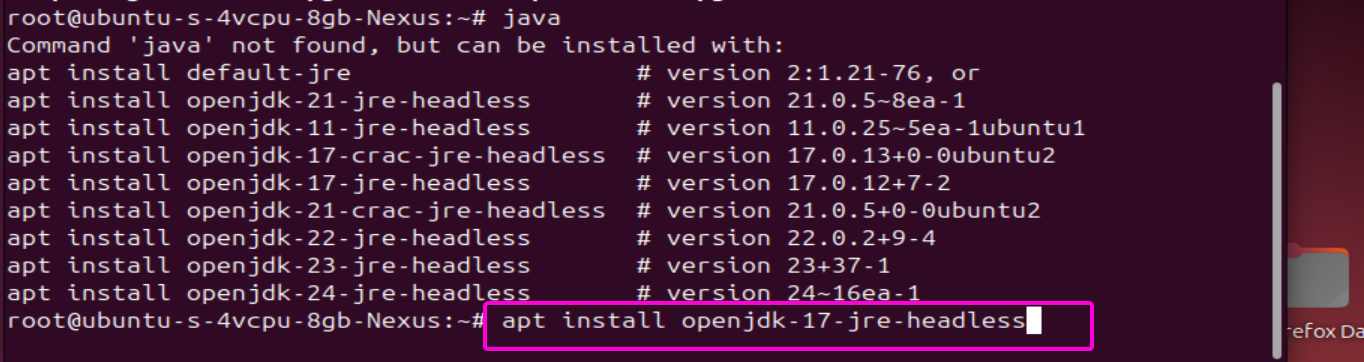 root@ubuntu-s-4vcpu-8gb-Nexus:~# java
Command 'java' not found, but can be installed with:
apt install default-jre                   # version 2:1.21-76, or
apt install openjdk-21-jre-headless       # version 21.0.5~8ea-1
apt install openjdk-11-jre-headless       # version 11.0.25~5ea-1ubuntu1
apt install openjdk-17-crac-jre-headless  # version 17.0.13+0-0ubuntu2
apt install openjdk-17-jre-headless       # version 17.0.12+7-2
apt install openjdk-21-crac-jre-headless  # version 21.0.5+0-0ubuntu2
apt install openjdk-22-jre-headless       # version 22.0.2+9-4
apt install openjdk-23-jre-headless       # version 23+37-1
apt install openjdk-24-jre-headless       # version 24~16ea-1
root@ubuntu-s-4vcpu-8gb-Nexus:~# apt install openjdk-17-jre-headless
efox Da